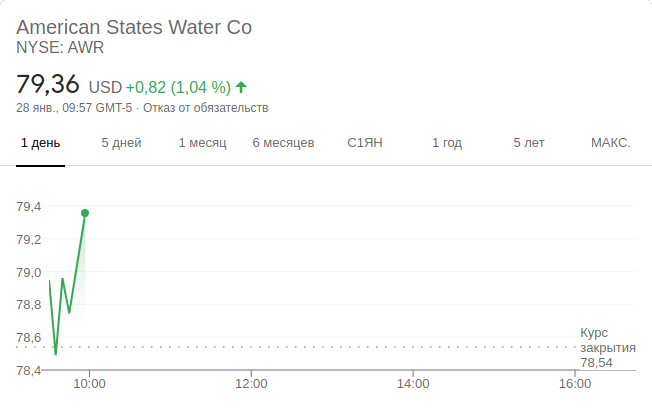 American States Water Co
NYSE: AWR
79,36 USD +0,82 (1,04 %)
28 янв., 09:57 GMT-5 · Отказ от обязательств
1 день 5 дней 1 месяц 6 месяцев С1ЯН 1 год 5 лет МАКС.
79,4
79,2
79,0
78,8
78,6
78,4
Курс
закрытия
78,54
10:00 12:00 14:00 16:00